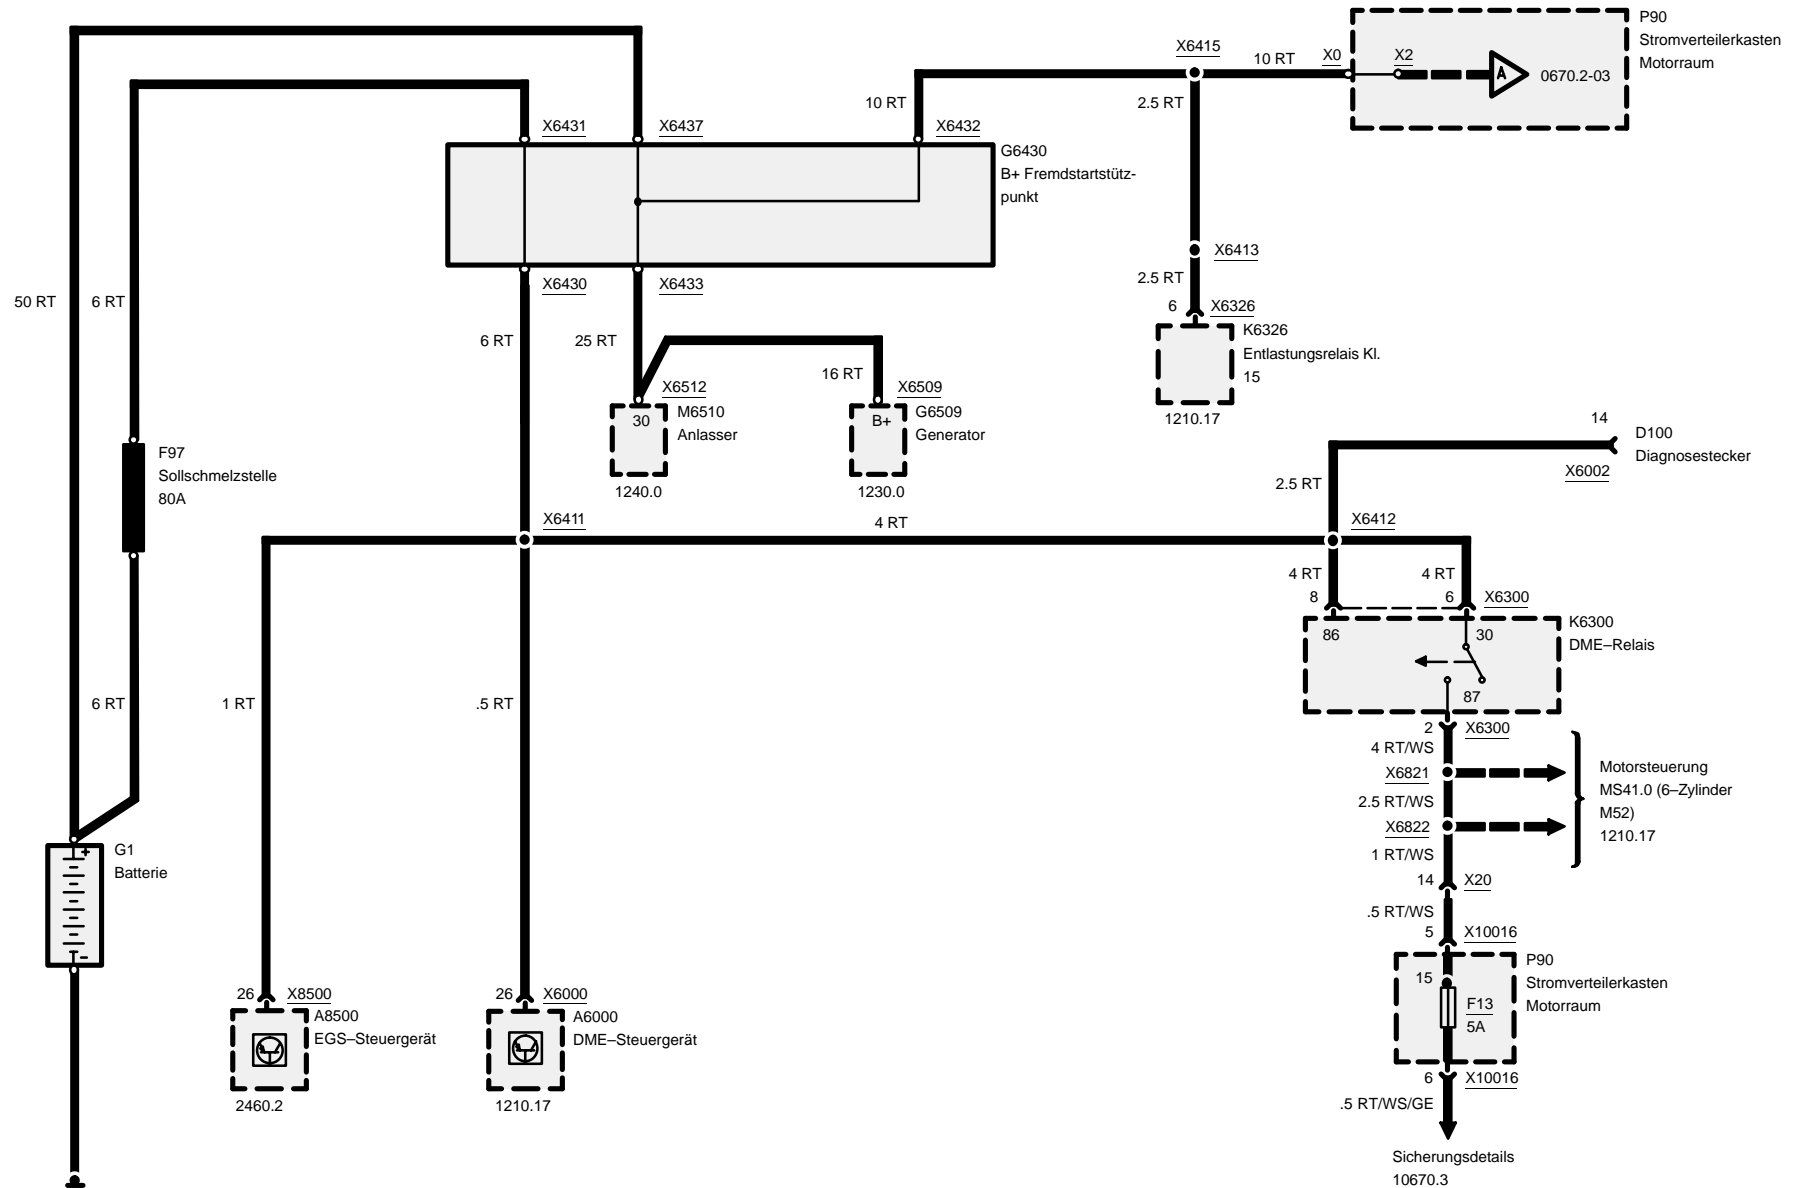 P90
Stromverteilerkasten
Motorraum
X6415
10 RT
X0
X2
A
0670.2-03
10 RT
2.5 RT
X6431
X6437
X6432
G6430
B+ Fremdstartstütz-
punkt
X6413
2.5 RT
X6430
X6433
50 RT
6 RT
6
X6326
K6326
Entlastungsrelais Kl.
15
1210.17
6 RT
25 RT
16 RT
X6512
M6510
Anlasser
30
1240.0
X6509
G6509
Generator
B+
1230.0
14
D100
Diagnosestecker
X6002
F97
Sollschmelzstelle
80A
2.5 RT
X6411
4 RT
X6412
4 RT
4 RT
8
6
X6300
K6300
DME–Relais
86
30
87
6 RT
1 RT
.5 RT
2
X6300
4 RT/WS
X6821
2.5 RT/WS
X6822
1 RT/WS
Motorsteuerung
MS41.0 (6–Zylinder
M52)
1210.17
G1
Batterie
+
-
14
X20
.5 RT/WS
5
X10016
P90
Stromverteilerkasten
Motorraum
15
F13
5A
26
X8500
A8500
EGS–Steuergerät
2460.2
26
X6000
A6000
DME–Steuergerät
1210.17
6
X10016
.5 RT/WS/GE
Sicherungsdetails
10670.3